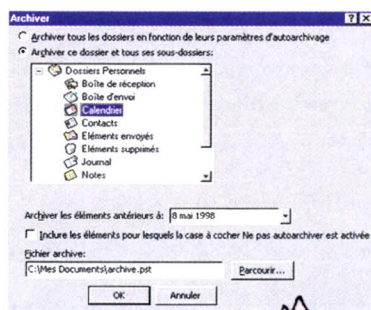 Archiver
Archiver tous les dossiers en fonction de leurs paramètres d'autoarchivage
Archiver ce dossier et tous ses sous-dossiers:
Dossiers Personnels
Boîte de réception
Boîte d'envoi
Calendrier
Contacts
Eléments envoyés
Eléments supprimés
Journal
Notes
Archiver les éléments antérieurs à: 8 mai 1998
Inclure les éléments pour lesquels la case à cocher Ne pas autoarchiver est activée
Fichier archive:
C:\Mes Documents\archive.pst Parcourir...
OK Annuler